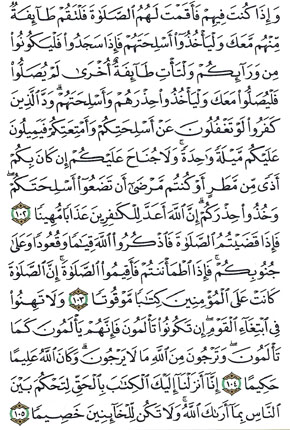 وَإِذَا كُنتَ فِيهِمْ فَأَقَمْتَ لَهُمُ ٱلصَّلَوٰةَ فَلْتَقُمْ طَآئِفَةٌ
مِّنْهُم مَّعَكَ وَلْيَأْخُذُوٓا۟ أَسْلِحَتَهُمْ فَإِذَا سَجَدُوا۟ فَلْيَكُونُوا۟
مِن وَرَآئِكُمْ وَلْتَأْتِ طَآئِفَةٌ أُخْرَىٰ لَمْ يُصَلُّوا۟
فَلْيُصَلُّوا۟ مَعَكَ وَلْيَأْخُذُوا۟ حِذْرَهُمْ وَأَسْلِحَتَهُمْ ۗ وَدَّ ٱلَّذِينَ
كَفَرُوا۟ لَوْ تَغْفُلُونَ عَنْ أَسْلِحَتِكُمْ وَأَمْتِعَتِكُمْ فَيَمِيلُونَ
عَلَيْكُم مَّيْلَةً وَٰحِدَةً ۚ وَلَا جُنَاحَ عَلَيْكُمْ إِن كَانَ بِكُمْ
أَذًى مِّن مَّطَرٍ أَوْ كُنتُم مَّرْضَىٰٓ أَن تَضَعُوٓا۟ أَسْلِحَتَكُمْ ۖ
وَخُذُوا۟ حِذْرَكُمْ ۗ إِنَّ ٱللَّهَ أَعَدَّ لِلْكَٰفِرِينَ عَذَابًا مُّهِينًا ١٠٢
فَإِذَا قَضَيْتُمُ ٱلصَّلَوٰةَ فَٱذْكُرُوا۟ ٱللَّهَ قِيَٰمًا وَقُعُودًا وَعَلَىٰ
جُنُوبِكُمْ ۚ فَإِذَا ٱطْمَأْنَنتُمْ فَأَقِيمُوا۟ ٱلصَّلَوٰةَ ۚ إِنَّ ٱلصَّلَوٰةَ
كَانَتْ عَلَى ٱلْمُؤْمِنِينَ كِتَٰبًا مَّوْقُوتًا ١٠٣ وَلَا تَهِنُوا۟
فِى ٱبْتِغَآءِ ٱلْقَوْمِ ۖ إِن تَكُونُوا۟ تَأْلَمُونَ فَإِنَّهُمْ يَأْلَمُونَ كَمَا
تَأْلَمُونَ ۖ وَتَرْجُونَ مِنَ ٱللَّهِ مَا لَا يَرْجُونَ ۗ وَكَانَ ٱللَّهُ عَلِيمًا
حَكِيمًا ١٠٤ إِنَّآ أَنزَلْنَآ إِلَيْكَ ٱلْكِتَٰبَ بِٱلْحَقِّ لِتَحْكُمَ بَيْنَ
ٱلنَّاسِ بِمَآ أَرَىٰكَ ٱللَّهُ ۚ وَلَا تَكُن لِّلْخَآئِنِينَ خَصِيمًا ١٠٥